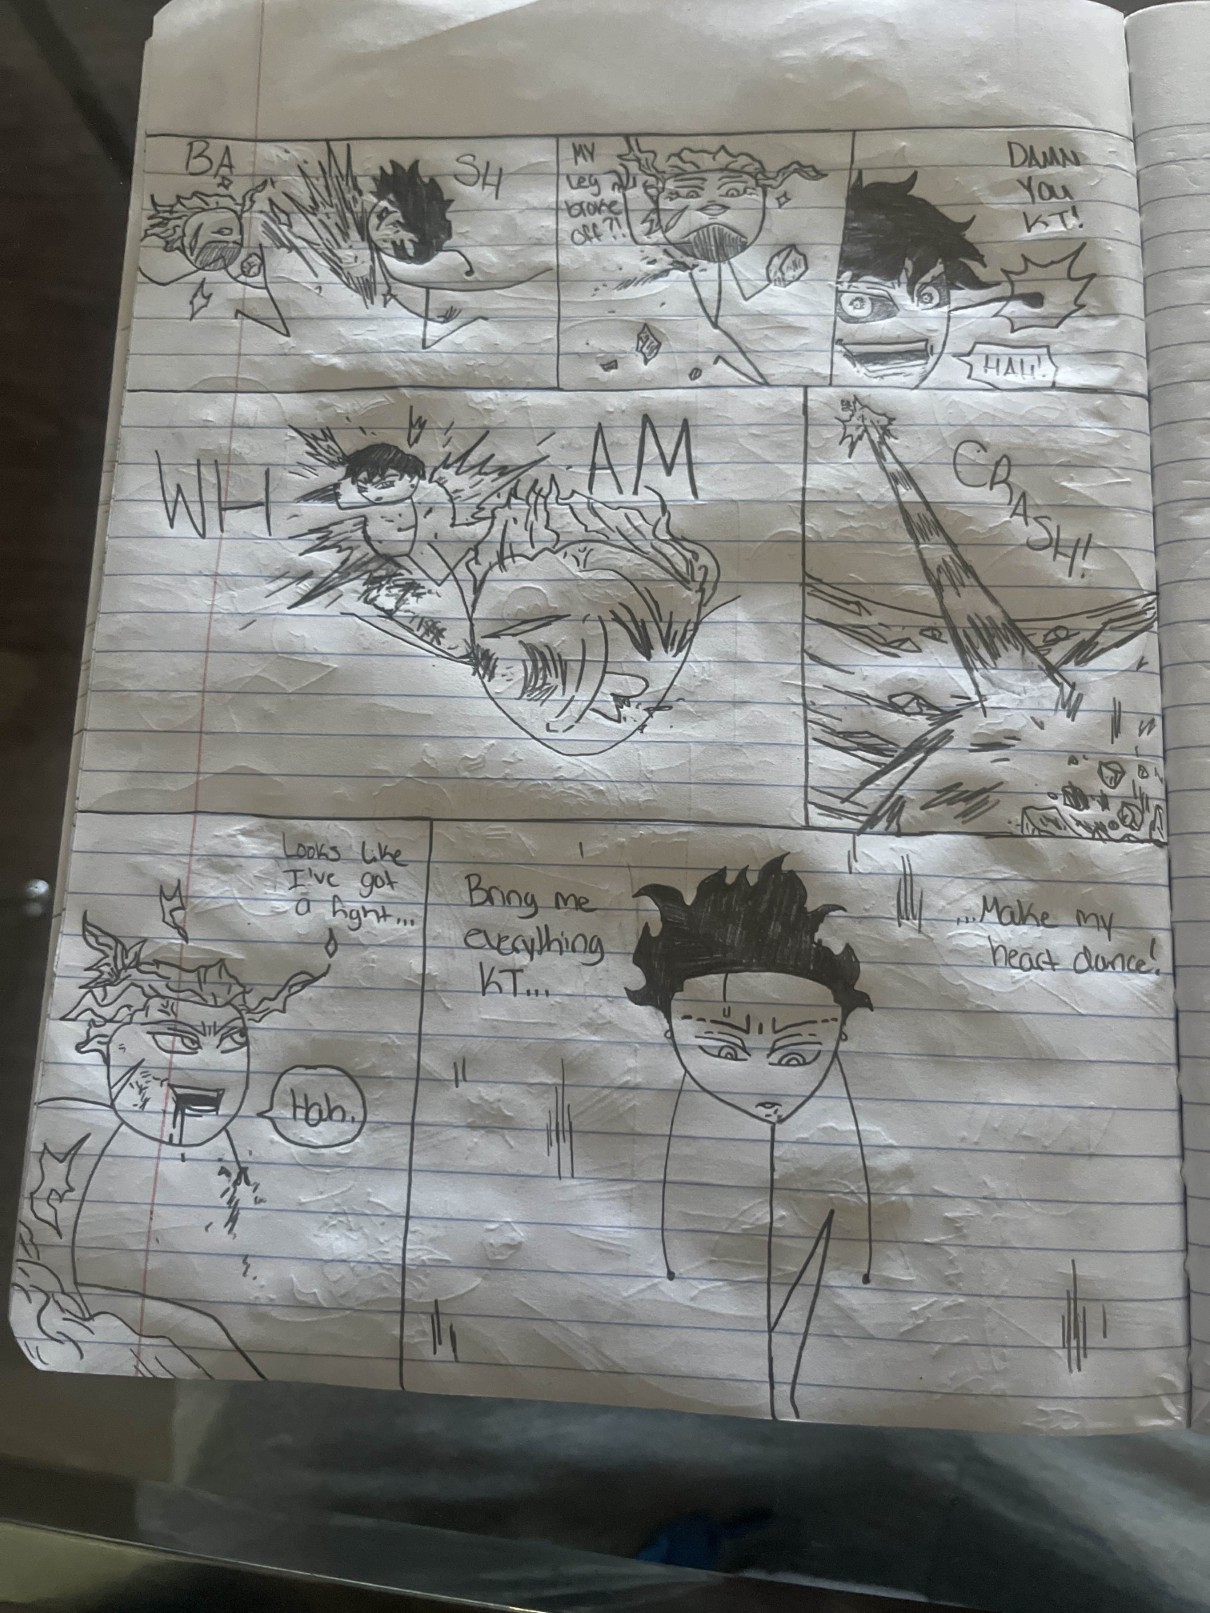 BA
SH
MY
Leg
broke
off?!
DAMN
YOU
KT!
HAH!
WH
AM
CRASH!
Looks like
I've got
a fight...
Hah.
Bring me
everything
KT...
...Make my
heart dance!